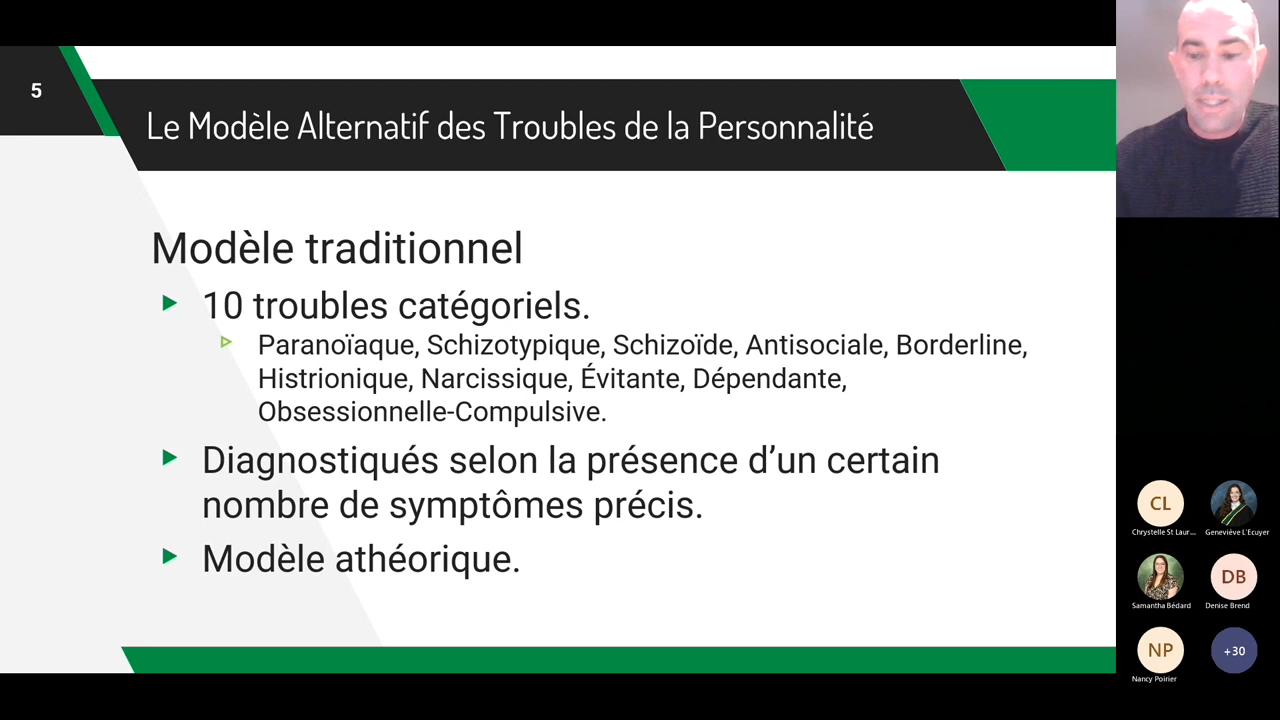 5
Le Modèle Alternatif des Troubles de la Personnalité
Modèle traditionnel
10 troubles catégoriels.
Paranoïaque, Schizotypique, Schizoïde, Antisociale, Borderline,
Histrionique, Narcissique, Évitante, Dépendante,
Obsessionnelle-Compulsive.
Diagnostiqués selon la présence d’un certain
nombre de symptômes précis.
Modèle athéorique.
CL
Chrystelle St Laur...
Geneviève L'Ecuyer
Samantha Bédard
DB
Denise Brend
NP
Nancy Poirier
+30